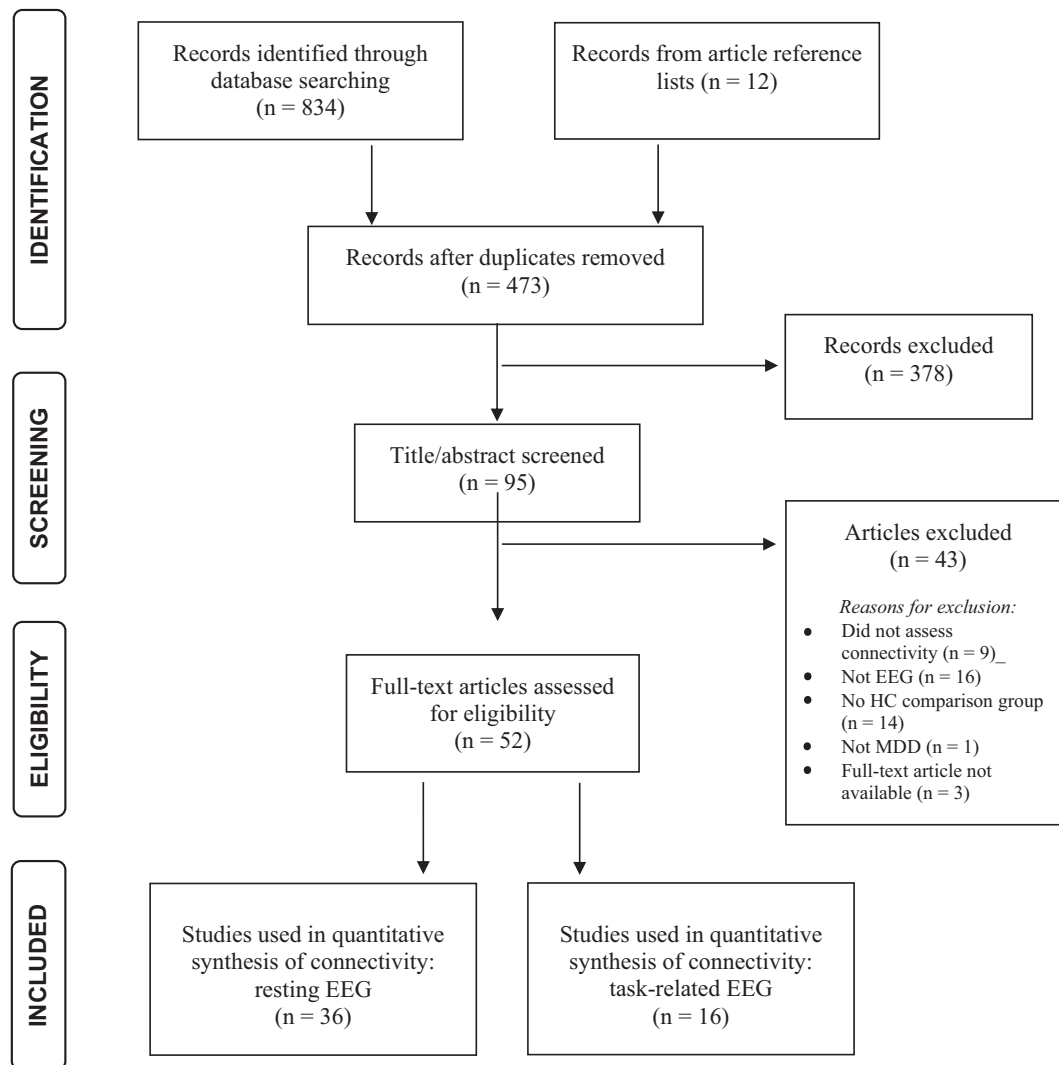 IDENTIFICATION
Records identified through
database searching
(n = 834)
Records from article reference
lists (n = 12)
Records after duplicates removed
(n = 473)
Records excluded
(n = 378)
SCREENING
Title/abstract screened
(n = 95)
Articles excluded
(n = 43)
Reasons for exclusion:
● Did not assess
connectivity (n = 9)_
● Not EEG (n = 16)
● No HC comparison group
(n = 14)
● Not MDD (n = 1)
● Full-text article not
available (n = 3)
ELIGIBILITY
Full-text articles assessed
for eligibility
(n = 52)
INCLUDED
Studies used in quantitative
synthesis of connectivity:
resting EEG
(n = 36)
Studies used in quantitative
synthesis of connectivity:
task-related EEG
(n = 16)